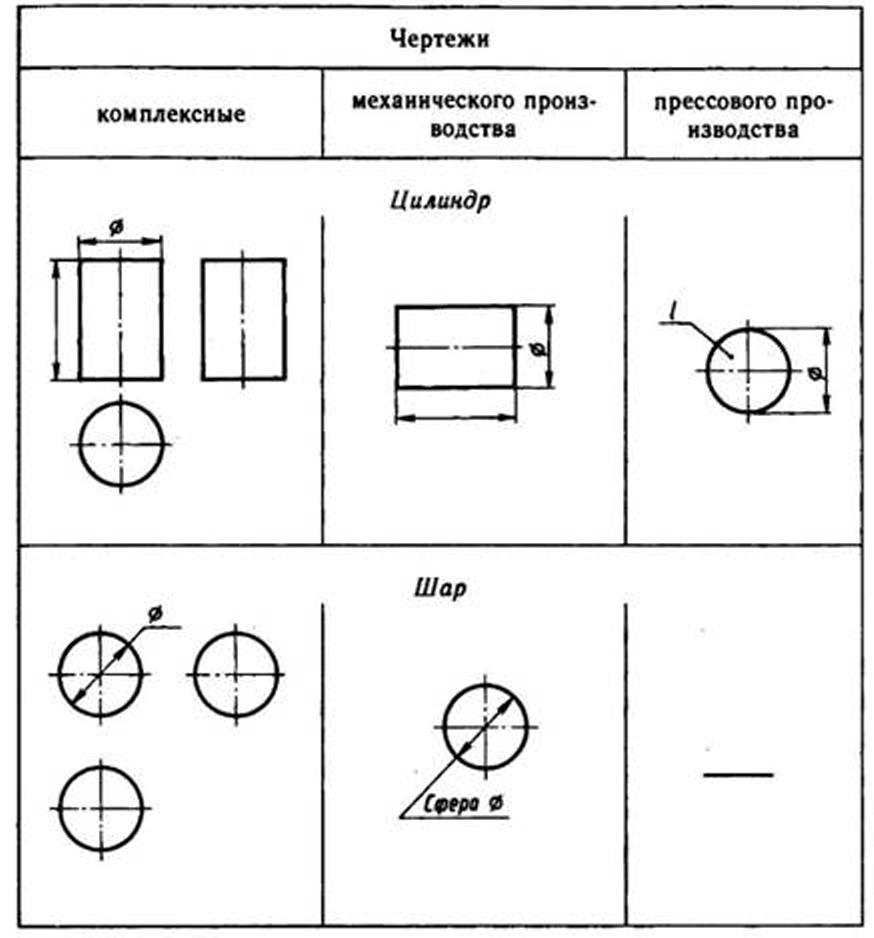 Чертежи
комплексные
механического произ-
водства
прессового про-
изводства
Цилиндр
ø
ø
l
ø
Шар
ø
Сфера ø